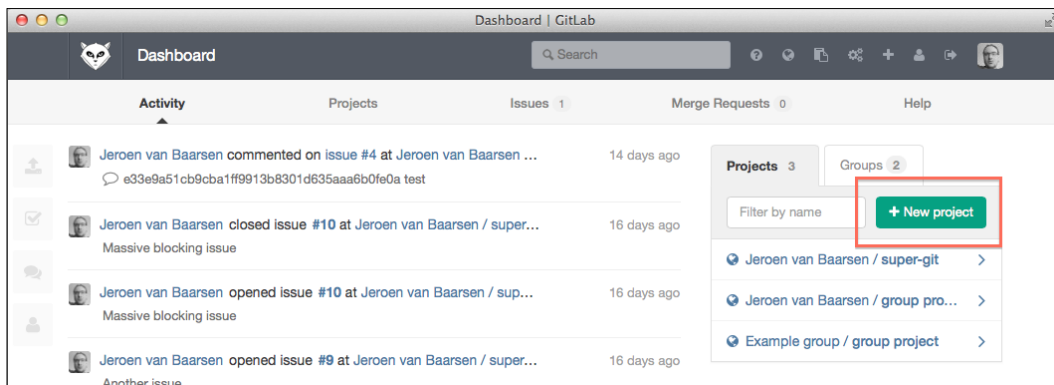 Dashboard | GitLab
Dashboard
Search
Activity
Projects
Issues 1
Merge Requests 0
Help
Jeroen van Baarsen commented on issue #4 at Jeroen van Baarsen ...
14 days ago
e33e9a51cb9cba1ff9913b8301d635aaa6b0fe0a test
Jeroen van Baarsen closed issue #10 at Jeroen van Baarsen / super...
16 days ago
Massive blocking issue
Jeroen van Baarsen opened issue #10 at Jeroen van Baarsen / sup...
16 days ago
Massive blocking issue
Jeroen van Baarsen opened issue #9 at Jeroen van Baarsen / super...
16 days ago
Another issue
Projects 3
Groups 2
Filter by name
+ New project
Jeroen van Baarsen / super-git
Jeroen van Baarsen / group pro...
Example group / group project